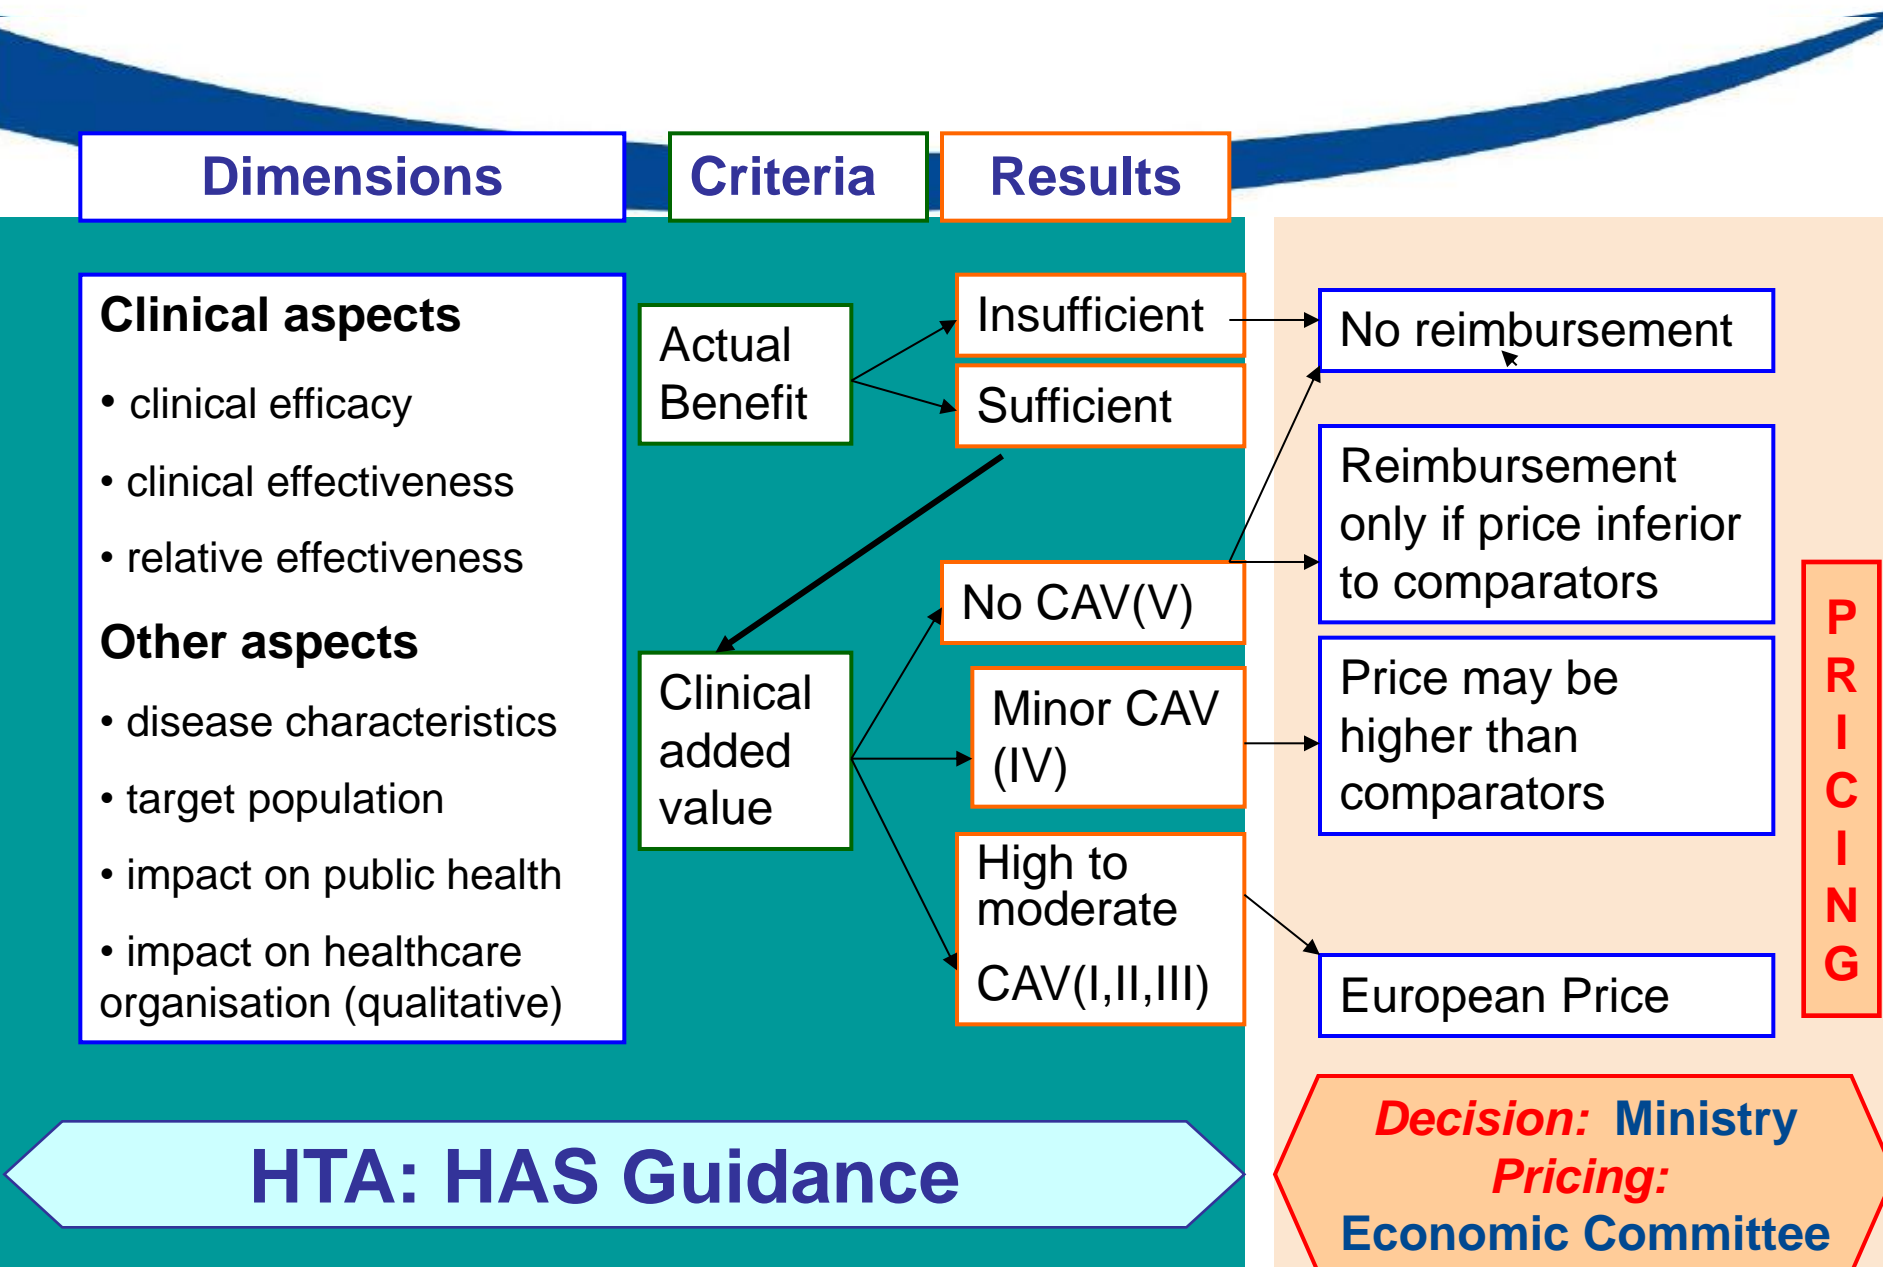 Dimensions
Criteria
Results
Clinical aspects
• clinical efficacy
• clinical effectiveness
• relative effectiveness
Other aspects
• disease characteristics
• target population
• impact on public health
• impact on healthcare
organisation (qualitative)
Actual
Benefit
Clinical
added
value
Insufficient
Sufficient
No CAV(V)
Minor CAV
(IV)
High to
moderate
CAV(I,II,III)
No reimbursement
Reimbursement
only if price inferior
to comparators
Price may be
higher than
comparators
European Price
P
R
I
C
I
N
G
HTA: HAS Guidance
Decision: Ministry
Pricing:
Economic Committee